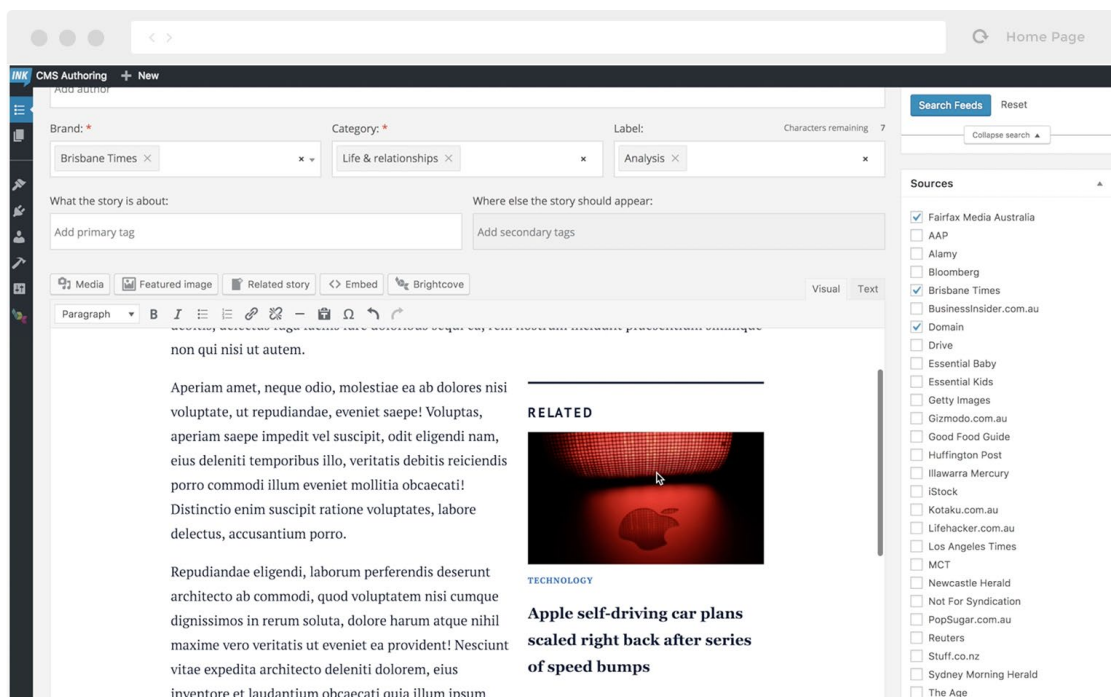 Home Page
INK CMS Authoring + New
Add author
Brand: *
Category: *
Label:
Characters remaining 7
Brisbane Times ×
Life & relationships ×
Analysis ×
What the story is about:
Where else the story should appear:
Add primary tag
Add secondary tags
Media
Featured image
Related story
<> Embed
Brightcove
Visual
Text
Paragraph
B I
Ω
non qui nisi ut autem.
Aperiam amet, neque odio, molestiae ea ab dolores nisi
voluptate, ut repudiandae, eveniet saepe! Voluptas,
aperiam saepe impedit vel suscipit, odit eligendi nam,
eius deleniti temporibus illo, veritatis debitis reiciendis
porro commodi illum eveniet mollitia obcaecati!
Distinctio enim suscipit ratione voluptates, labore
delectus, accusantium porro.
Repudiandae eligendi, laborum perferendis deserunt
architecto ab commodi, quod voluptatem nisi cumque
dignissimos in rerum soluta, dolore harum atque nihil
maxime vero veritatis ut eveniet ea provident! Nesciunt
vitae expedita architecto deleniti dolorem, eius
inventore et laudantium obcaecati quia illum ipsum
RELATED
TECHNOLOGY
Apple self-driving car plans
scaled right back after series
of speed bumps
Search Feeds
Reset
Collapse search
Sources
Fairfax Media Australia
AAP
Alamy
Bloomberg
Brisbane Times
BusinessInsider.com.au
Domain
Drive
Essential Baby
Essential Kids
Getty Images
Gizmodo.com.au
Good Food Guide
Huffington Post
Illawarra Mercury
iStock
Kotaku.com.au
Lifehacker.com.au
Los Angeles Times
MCT
Newcastle Herald
Not For Syndication
PopSugar.com.au
Reuters
Stuff.co.nz
Sydney Morning Herald
The Age